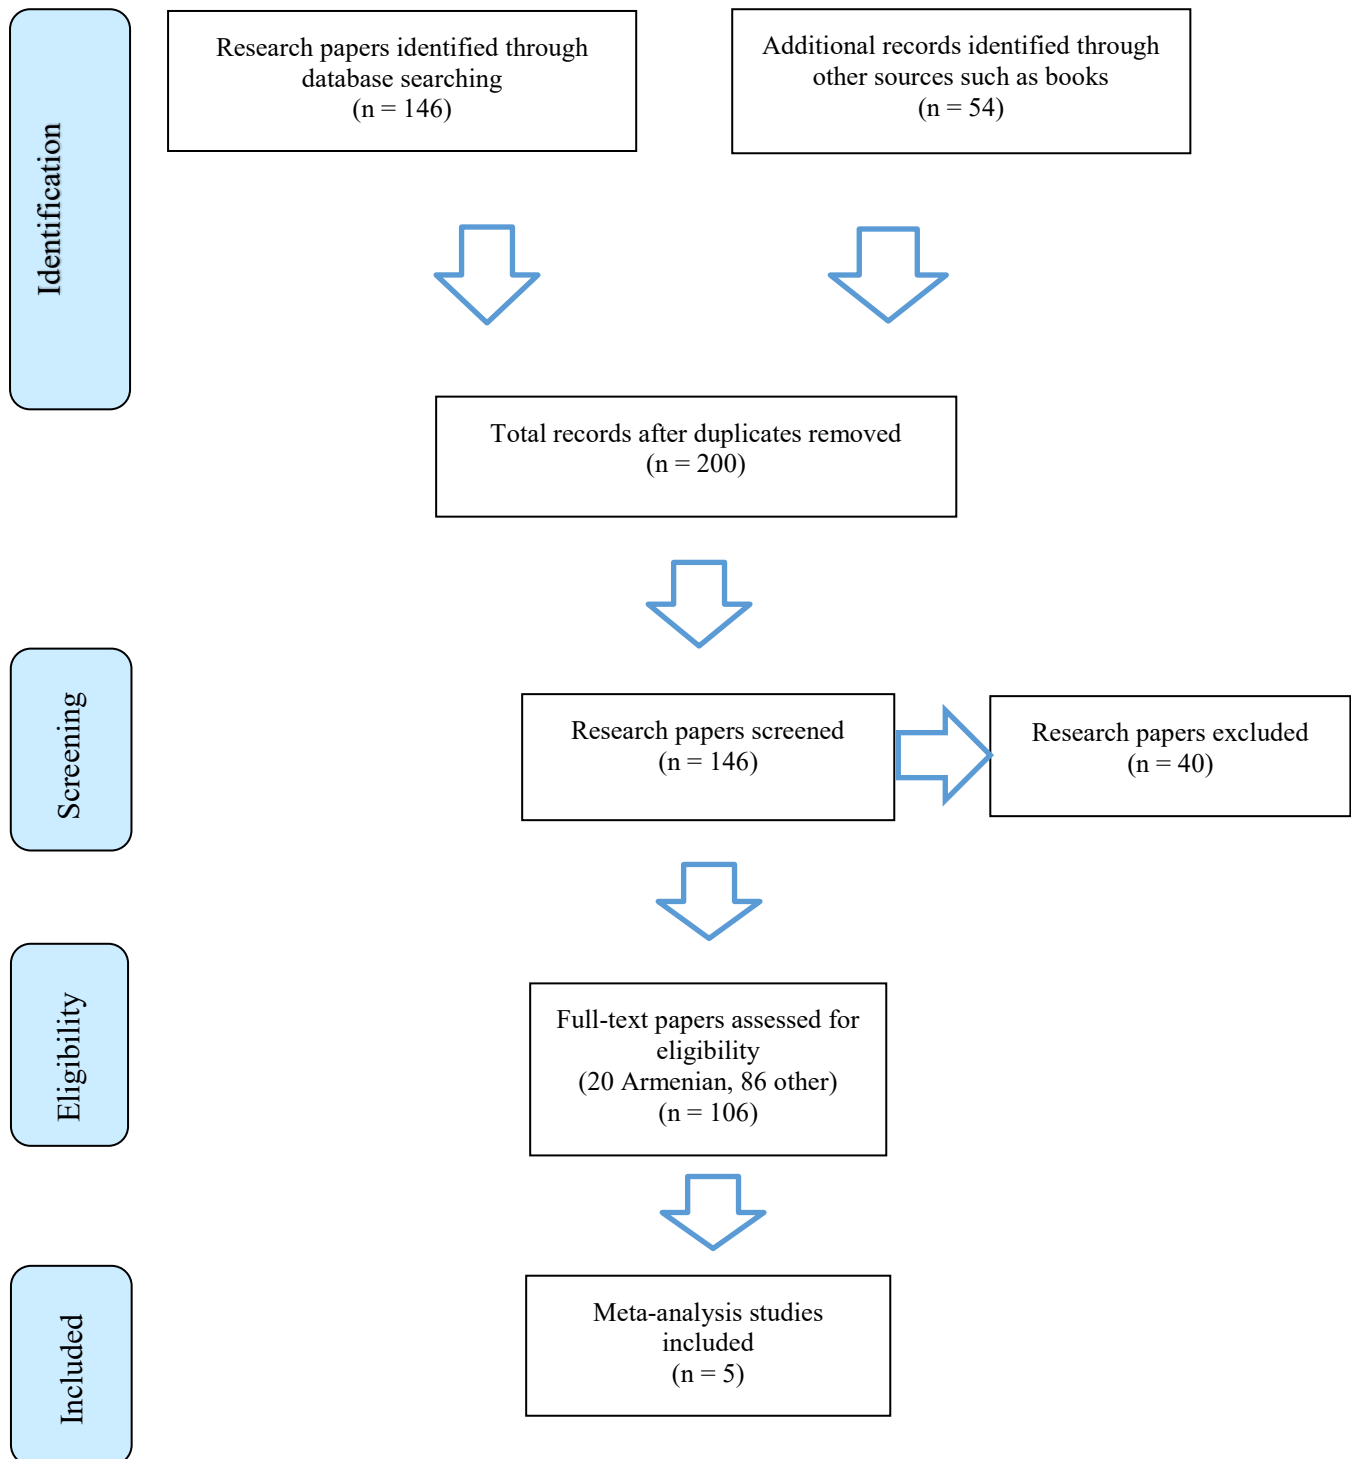 Identification
Research papers identified through
database searching
(n = 146)
Additional records identified through
other sources such as books
(n = 54)
Total records after duplicates removed
(n = 200)
Screening
Research papers screened
(n = 146)
Research papers excluded
(n = 40)
Eligibility
Full-text papers assessed for
eligibility
(20 Armenian, 86 other)
(n = 106)
Included
Meta-analysis studies
included
(n = 5)